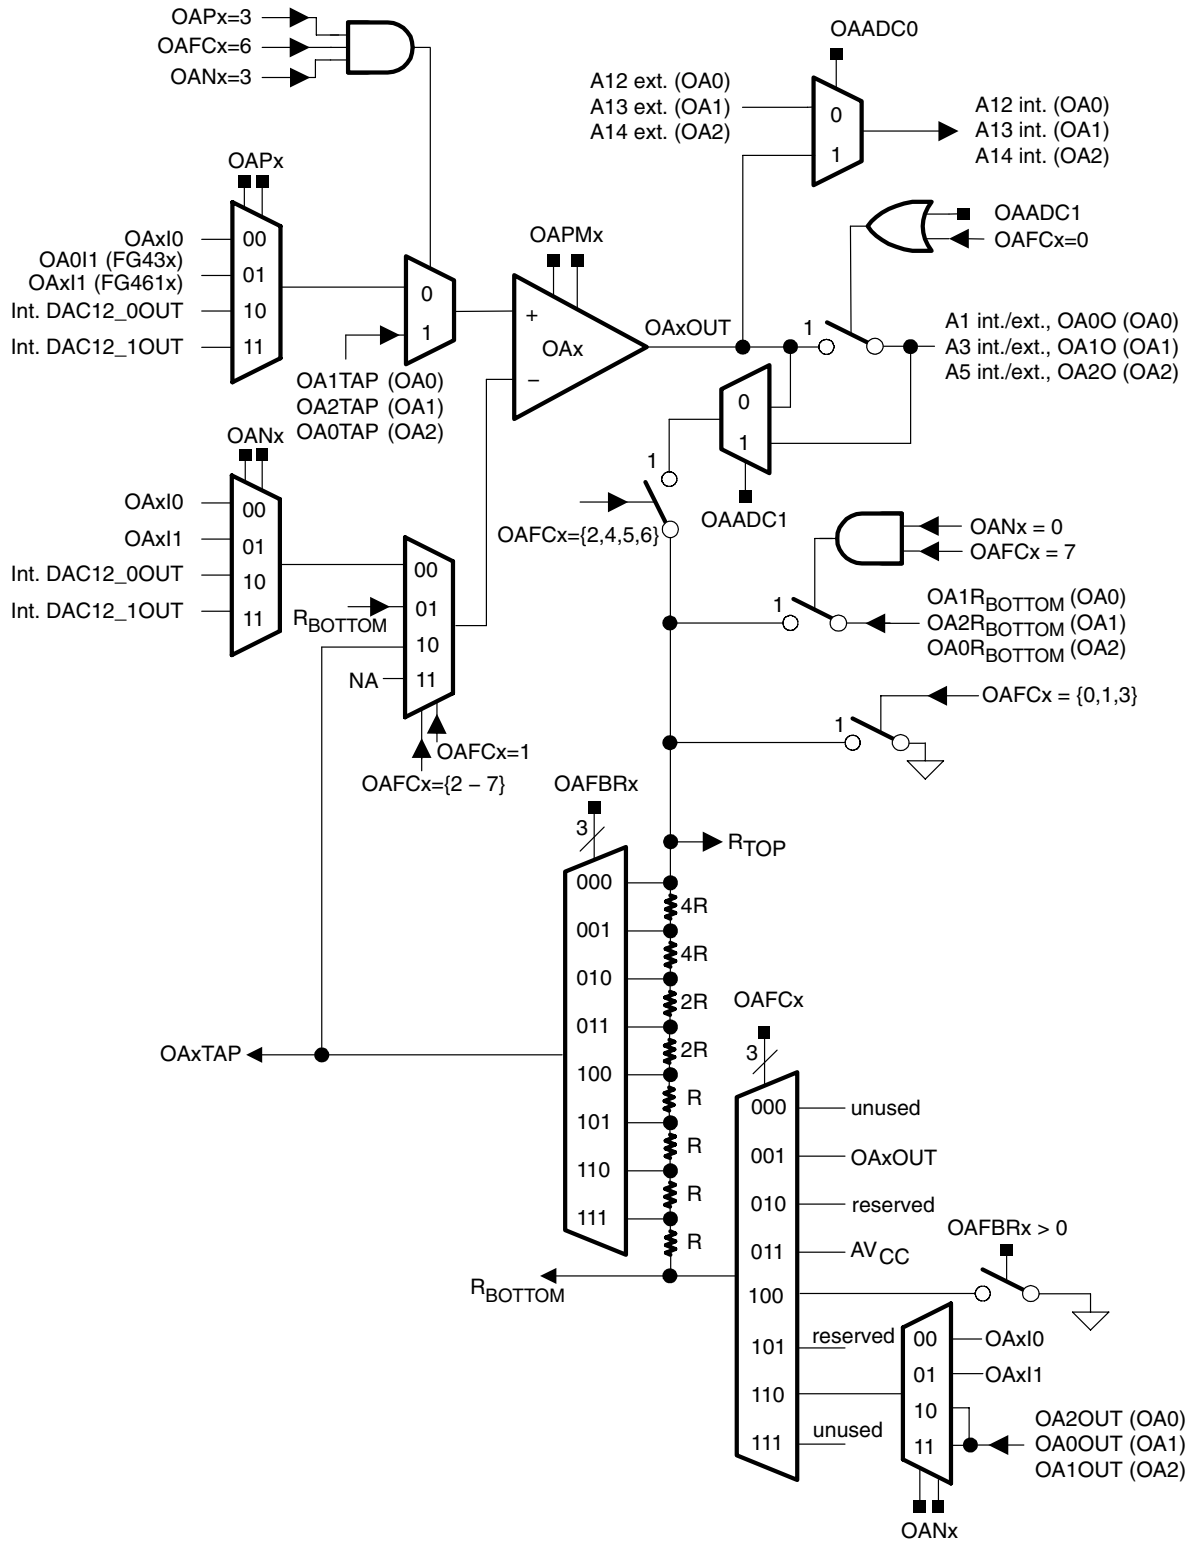 OAPx=3
OAFCx=6
OANx=3
OAADC0
A12 ext. (OA0)
A13 ext. (OA1)
A14 ext. (OA2)
0
1
A12 int. (OA0)
A13 int. (OA1)
A14 int. (OA2)
OAPx
OAxI0
OA0I1 (FG43x)
OAxI1 (FG461x)
Int. DAC12_0OUT
Int. DAC12_1OUT
00
01
10
11
0
1
OA1TAP (OA0)
OA2TAP (OA1)
OA0TAP (OA2)
OAPMx
+
OAx
−
OAxOUT
OAADC1
OAFCx=0
1
A1 int./ext., OA0O (OA0)
A3 int./ext., OA1O (OA1)
A5 int./ext., OA2O (OA2)
0
1
OAADC1
1
OAFCx={2,4,5,6}
OANx
OAxI0
OAxI1
Int. DAC12_0OUT
Int. DAC12_1OUT
00
01
10
11
RBOTTOM
NA
00
01
10
11
OAFCx=1
OAFCx={2 − 7}
OANx = 0
OAFCx = 7
1
OA1RBOTTOM (OA0)
OA2RBOTTOM (OA1)
OA0RBOTTOM (OA2)
OAFCx = {0,1,3}
1
OAFBRx
3
RTOP
000
001
010
011
100
101
110
111
4R
4R
2R
2R
R
R
R
R
OAxTAP
RBOTTOM
OAFCx
3
000
001
010
011
100
101
110
111
unused
OAxOUT
reserved
AVCC
OAFBRx > 0
reserved
unused
00
01
10
11
OAxI0
OAxI1
OA2OUT (OA0)
OA0OUT (OA1)
OA1OUT (OA2)
OANx